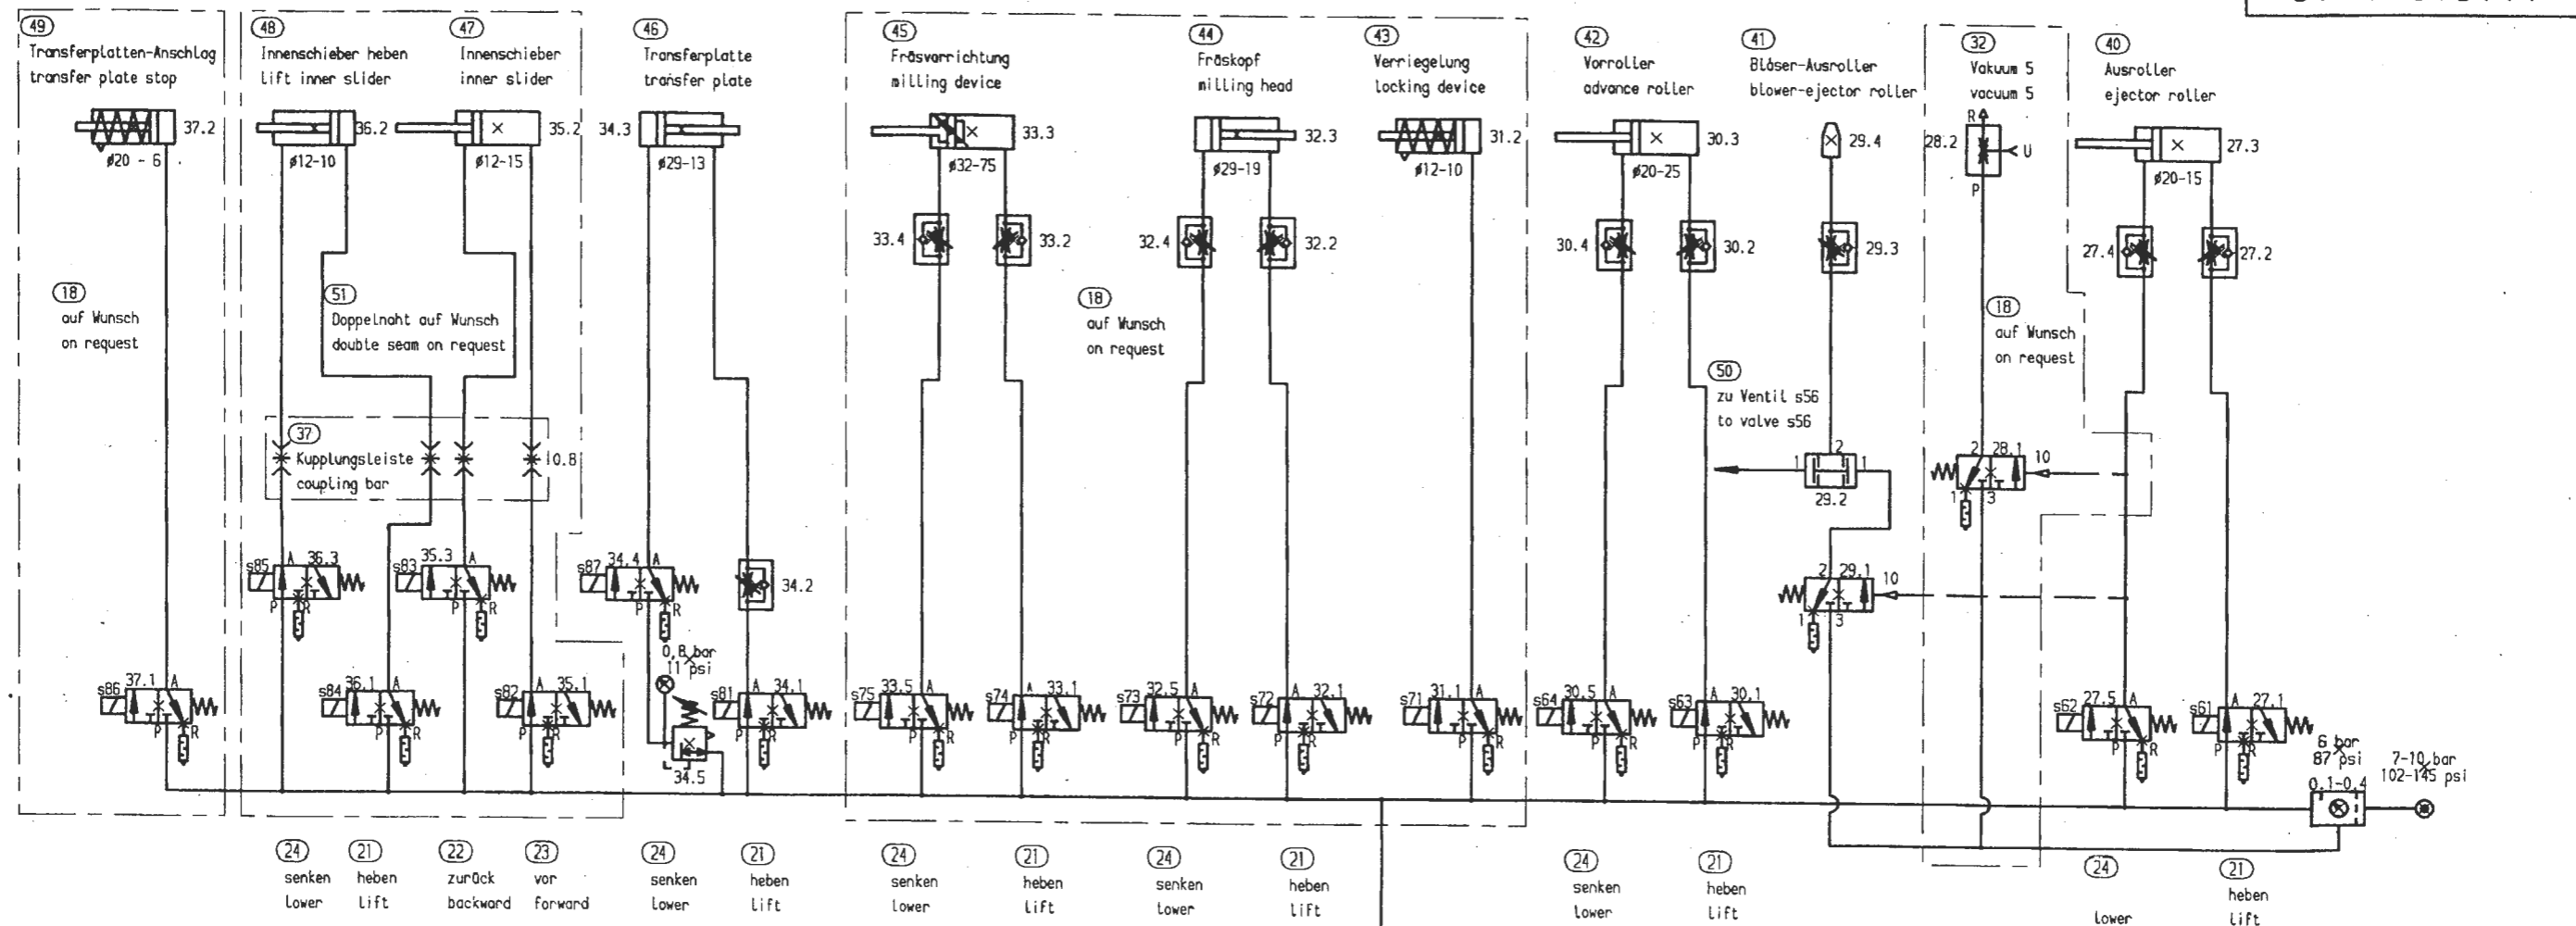 49
Transferplatten-Anschlag
transfer plate stop
37.2
ø20 - 6
18
auf Wunsch
on request
s86
37.1
A
P
R
48
Innenschieber heben
lift inner slider
36.2
ø12-10
47
Innenschieber
inner slider
35.2
ø12-15
51
Doppelnaht auf Wunsch
double seam on request
37
Kupplungsleiste
coupling bar
0.8
s85
A
36.3
P
R
s83
35.3
A
P
R
s84
36.1
A
P
R
s82
A
35.1
P
R
46
Transferplatte
transfer plate
34.3
ø29-13
s87
34.4
A
P
R
34.2
0,8 bar
11 psi
34.5
s81
A
34.1
P
R
45
Fräsvorrichtung
milling device
33.3
ø32-75
33.4
33.2
s75
33.5
A
P
R
s74
A
33.1
P
R
44
Fräskopf
milling head
32.3
ø29-19
32.4
32.2
18
auf Wunsch
on request
s73
32.5
A
P
R
s72
A
32.1
P
R
43
Verriegelung
locking device
31.2
ø12-10
s71
31.1
A
P
R
42
Vorroller
advance roller
30.3
ø20-25
30.4
30.2
s64
30.5
A
P
R
s63
A
30.1
P
R
41
Bläser-Ausroller
blower-ejector roller
29.4
29.3
50
zu Ventil s56
to valve s56
1
2
1
29.2
2
29.1
10
1
3
32
Vakuum 5
vacuum 5
R
28.2
U
P
18
auf Wunsch
on request
2
28.1
10
1
3
40
Ausroller
ejector roller
27.3
ø20-15
27.4
27.2
s62
27.5
A
P
R
s61
A
27.1
P
R
6 bar
87 psi
0,1-0,4
7-10 bar
102-145 psi
24
senken
lower
21
heben
lift
22
zurück
backward
23
vor
forward
24
senken
lower
21
heben
lift
24
senken
lower
21
heben
lift
24
senken
lower
21
heben
lift
24
senken
lower
21
heben
lift
24
lower
21
heben
lift